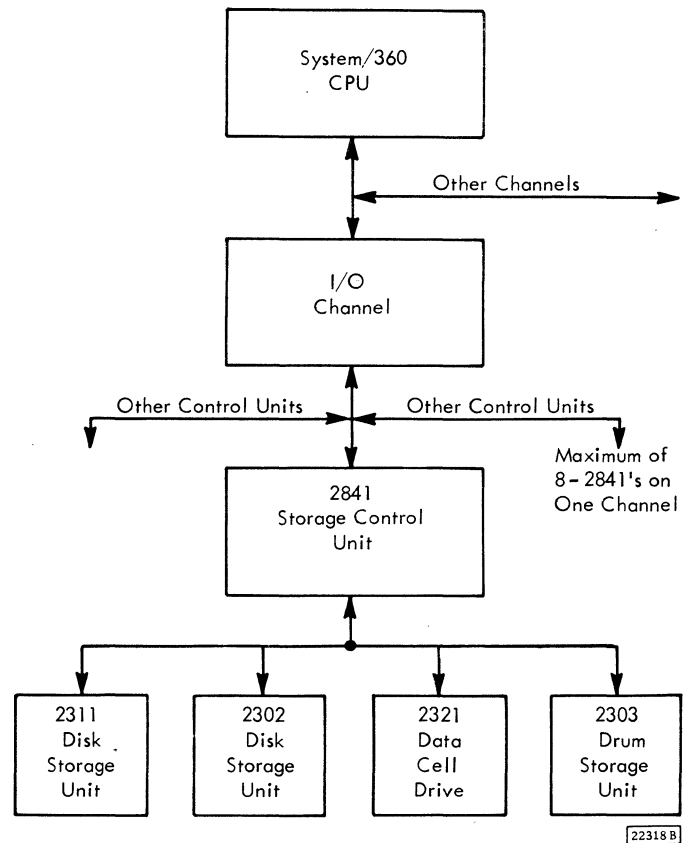 System/360
CPU
Other Channels
I/O
Channel
Other Control Units
Other Control Units
Maximum of
8-2841's on
One Channel
2841
Storage Control
Unit
2311
Disk
Storage
Unit
2302
Disk
Storage
Unit
2321
Data
Cell
Drive
2303
Drum
Storage
Unit
22318 B